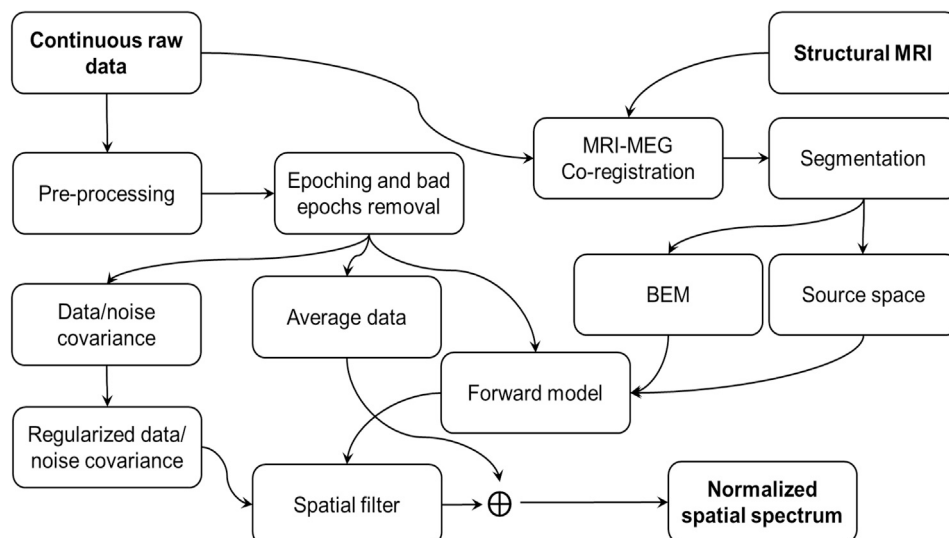 Continuous raw
data
Structural MRI
MRI-MEG
Co-registration
Segmentation
Pre-processing
Epoching and bad
epochs removal
Data/noise
covariance
Average data
BEM
Source space
Forward model
Regularized data/
noise covariance
Spatial filter
Normalized
spatial spectrum